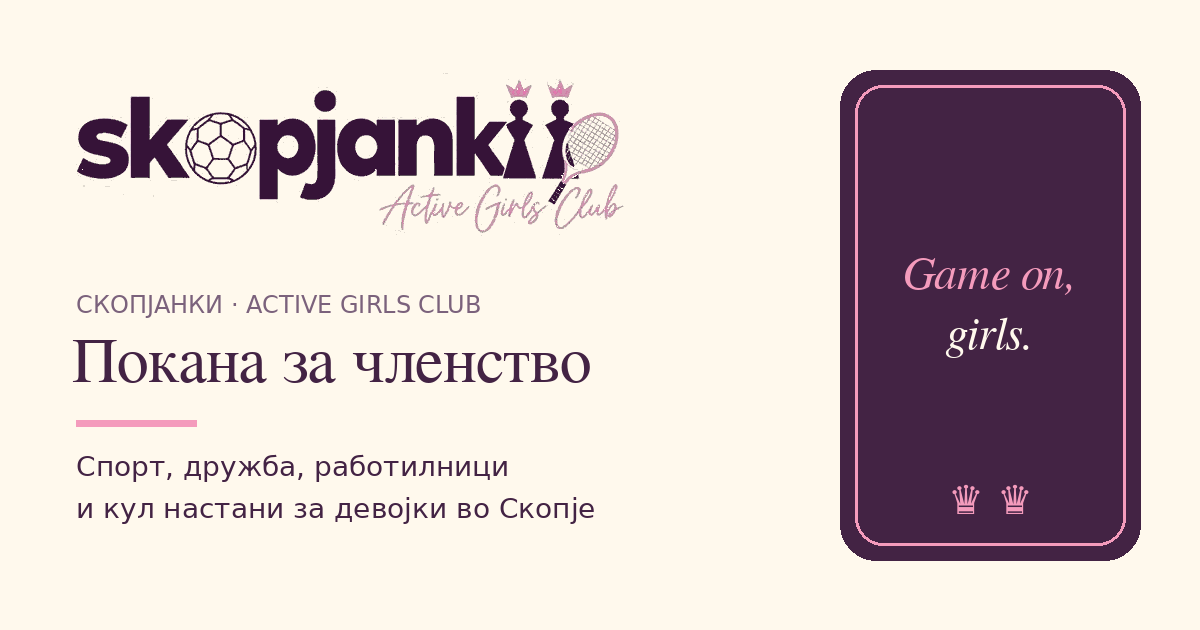 skopjankii
Active Girls Club
СКОПЈАНКИ · ACTIVE GIRLS CLUB
Покана за членство
Спорт, дружба, работилници
и кул настани за девојки во Скопје
Game on,
girls.